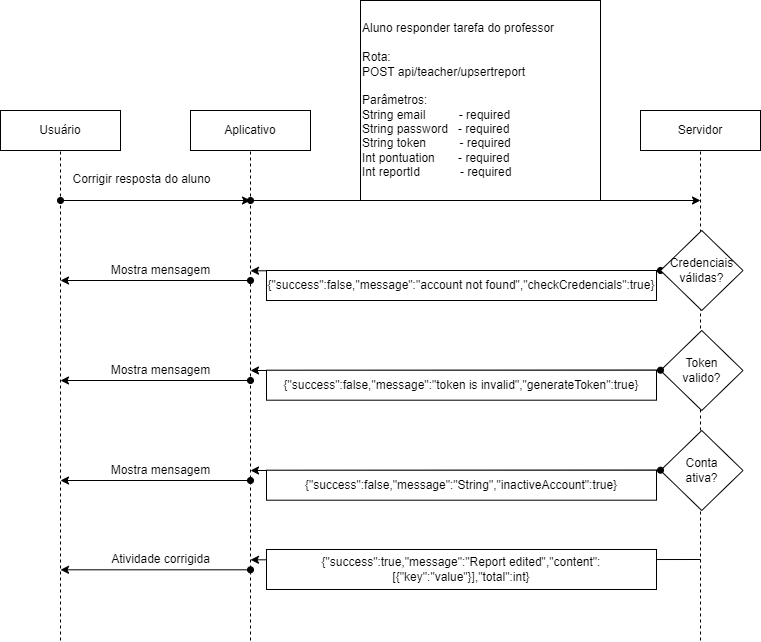 Aluno responder tarefa do professor
Rota:
POST api/teacher/upsertreport
Parâmetros:
String email - required
String password - required
String token - required
Int pontuation - required
Int reportId - required
Usuário
Aplicativo
Servidor
Corrigir resposta do aluno
Credenciais
válidas?
Mostra mensagem
{"success":false,"message":"account not found","checkCredencials":true}
Token
valido?
Mostra mensagem
{"success":false,"message":"token is invalid","generateToken":true}
Conta
ativa?
Mostra mensagem
{"success":false,"message":"String","inactiveAccount":true}
Atividade corrigida
{"success":true,"message":"Report edited","content":
[{"key":"value"}],"total":int}